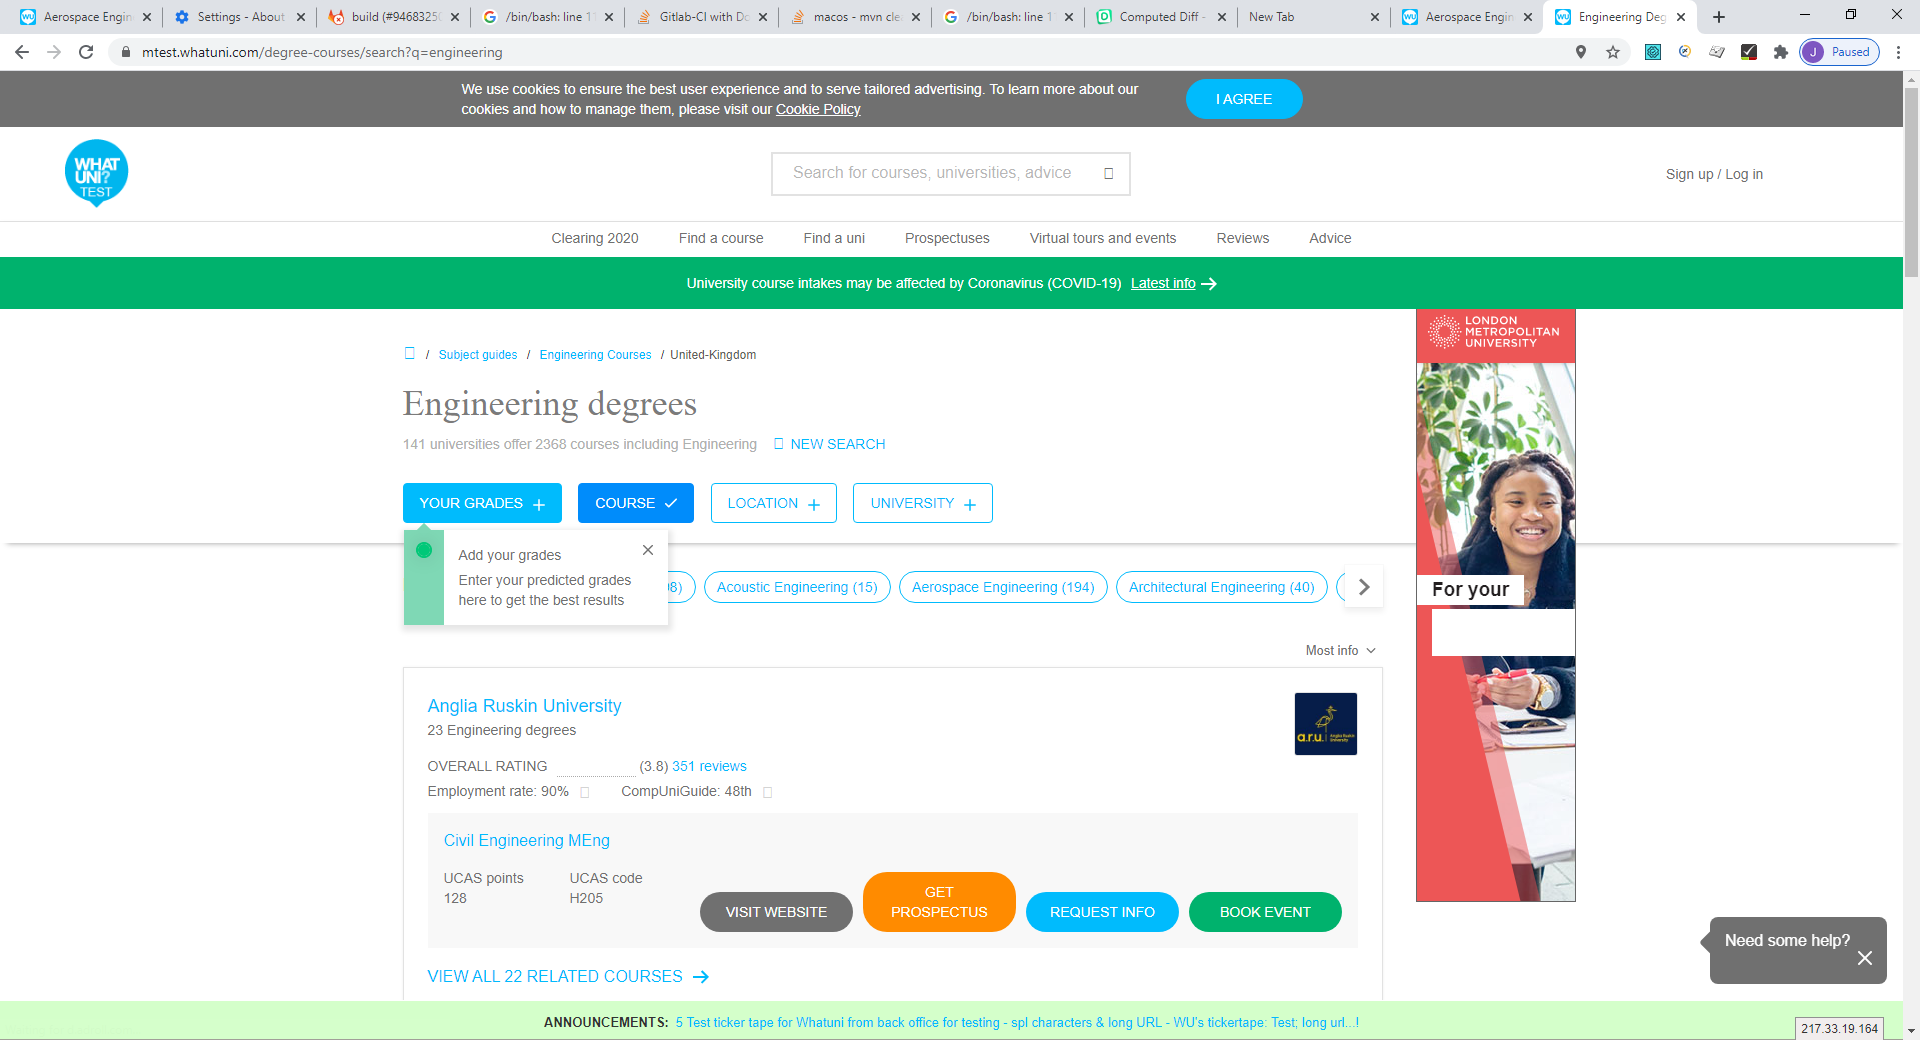 Aerospace Engin
Settings - About
build (#9468325
/bin/bash: line 1
Gitlab-CI with Do
macos - mvn cle
/bin/bash: line 1
Computed Diff -
New Tab
Aerospace Engin
Engineering Deg
mtest.whatuni.com/degree-courses/search?q=engineering
J Paused
We use cookies to ensure the best user experience and to serve tailored advertising. To learn more about our
cookies and how to manage them, please visit our Cookie Policy
I AGREE
WHAT
UNI?
TEST
Search for courses, universities, advice
Sign up / Log in
Clearing 2020
Find a course
Find a uni
Prospectuses
Virtual tours and events
Reviews
Advice
University course intakes may be affected by Coronavirus (COVID-19) Latest info
/ Subject guides / Engineering Courses / United-Kingdom
Engineering degrees
141 universities offer 2368 courses including Engineering
NEW SEARCH
YOUR GRADES
COURSE
LOCATION
UNIVERSITY
Add your grades
Enter your predicted grades
here to get the best results
8)
Acoustic Engineering (15)
Aerospace Engineering (194)
Architectural Engineering (40)
Most info
Anglia Ruskin University
23 Engineering degrees
a.r.u.
Anglia Ruskin
University
OVERALL RATING (3.8) 351 reviews
Employment rate: 90%
CompUniGuide: 48th
Civil Engineering MEng
UCAS points
128
UCAS code
H205
VISIT WEBSITE
GET
PROSPECTUS
REQUEST INFO
BOOK EVENT
VIEW ALL 22 RELATED COURSES
LONDON
METROPOLITAN
UNIVERSITY
For your
Need some help?
ANNOUNCEMENTS: 5 Test ticker tape for Whatuni from back office for testing - spl characters & long URL - WU's tickertape: Test; long url...!
217.33.19.164